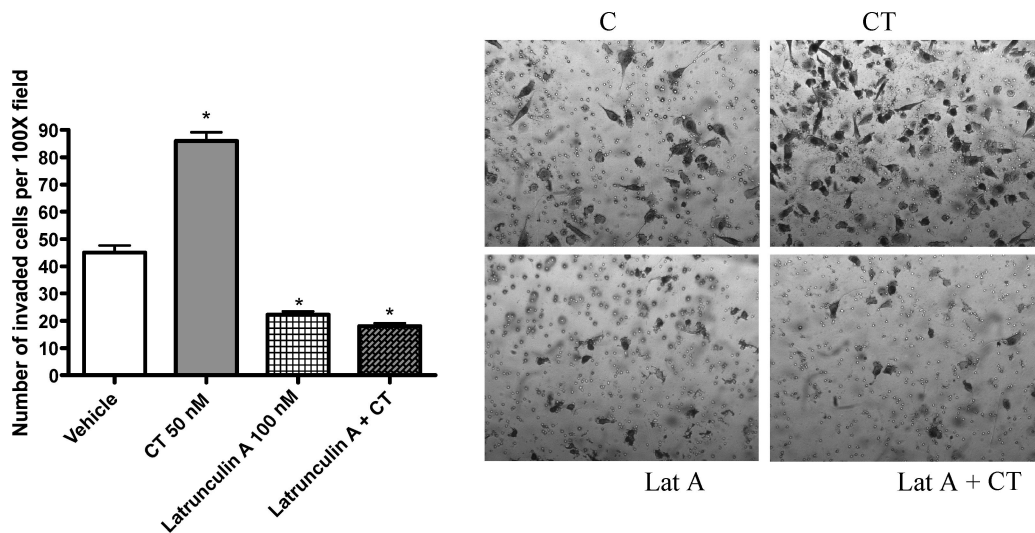 C
CT
Number of invaded cells per 100X field
90
80
70
60
50
40
30
20
10
0
*
*
*
Vehicle
CT 50 nM
Latrunculin A 100 nM
Latrunculin A + CT
Lat A
Lat A + CT